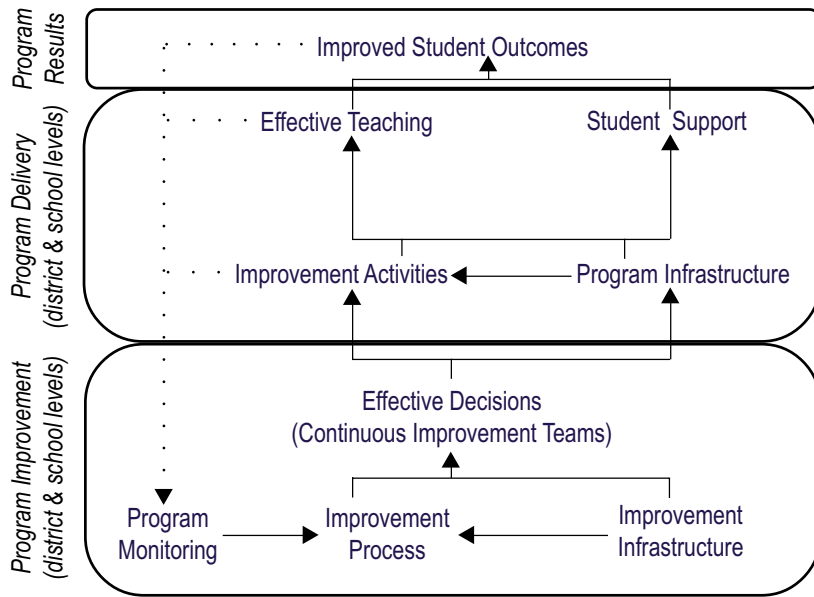 Program
Results
Improved Student Outcomes
Program Delivery
(district & school levels)
Effective Teaching
Student Support
Improvement Activities
Program Infrastructure
Program Improvement
(district & school levels)
Effective Decisions
(Continuous Improvement Teams)
Program
Monitoring
Improvement
Process
Improvement
Infrastructure